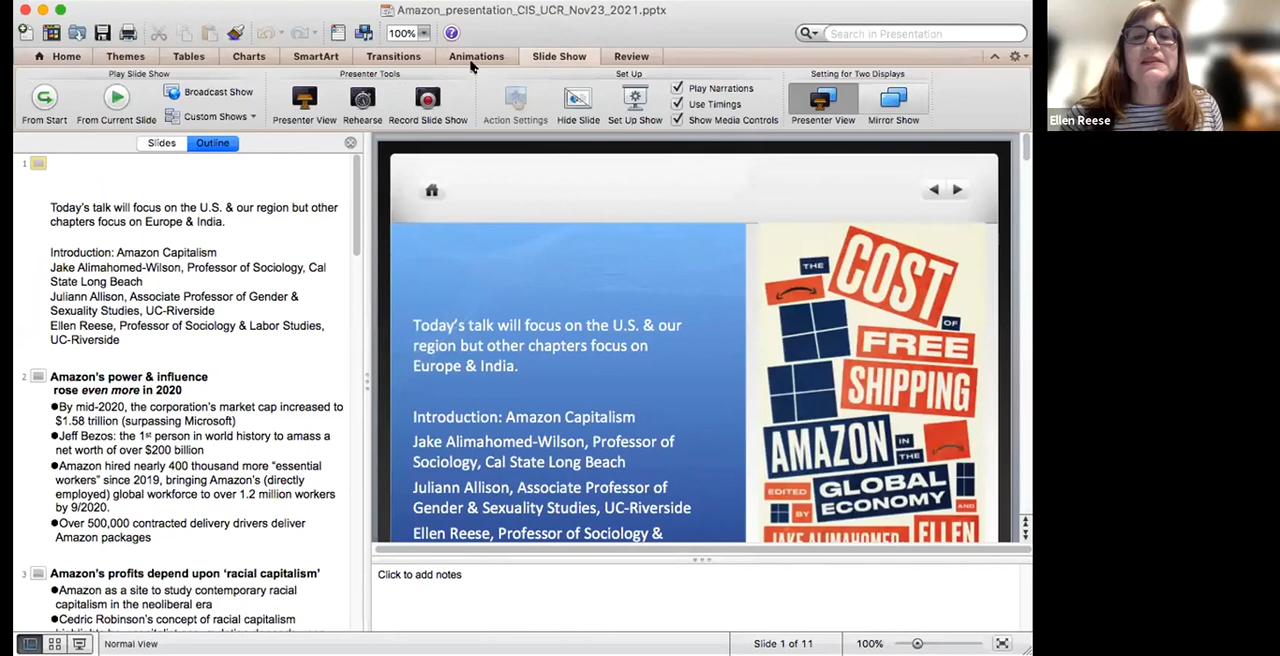 Amazon_presentation_CIS_UCR_Nov23_2021.pptx
100%
Search in Presentation
Home
Themes
Tables
Charts
SmartArt
Transitions
Animations
Slide Show
Review
Play Slide Show
Presenter Tools
Set Up
Setting for Two Displays
From Start
From Current Slide
Broadcast Show
Custom Shows
Presenter View
Rehearse
Record Slide Show
Action Settings
Hide Slide
Set Up Show
Play Narrations
Use Timings
Show Media Controls
Presenter View
Mirror Show
Ellen Reese
Slides
Outline
1
Today's talk will focus on the U.S. & our region but other
chapters focus on Europe & India.
Introduction: Amazon Capitalism
Jake Alimahomed-Wilson, Professor of Sociology, Cal
State Long Beach
Juliann Allison, Associate Professor of Gender &
Sexuality Studies, UC-Riverside
Ellen Reese, Professor of Sociology & Labor Studies,
UC-Riverside
2
Amazon's power & influence
rose even more in 2020
●By mid-2020, the corporation's market cap increased to
$1.58 trillion (surpassing Microsoft)
●Jeff Bezos: the 1st person in world history to amass a
net worth of over $200 billion
●Amazon hired nearly 400 thousand more "essential
workers" since 2019, bringing Amazon's (directly
employed) global workforce to over 1.2 million workers
by 9/2020.
●Over 500,000 contracted delivery drivers deliver
Amazon packages
3
Amazon's profits depend upon 'racial capitalism'
●Amazon as a site to study contemporary racial
capitalism in the neoliberal era
●Cedric Robinson's concept of racial capitalism
Today's talk will focus on the U.S. & our
region but other chapters focus on
Europe & India.
Introduction: Amazon Capitalism
Jake Alimahomed-Wilson, Professor of
Sociology, Cal State Long Beach
Juliann Allison, Associate Professor of
Gender & Sexuality Studies, UC-Riverside
Ellen Reese, Professor of Sociology &
THE
COST
OF
FREE
SHIPPING
AMAZON
IN
THE
GLOBAL
ECONOMY
EDITED
BY
AND
JAKE ALIMAHOMED
ELLEN
Click to add notes
Normal View
Slide 1 of 11
100%